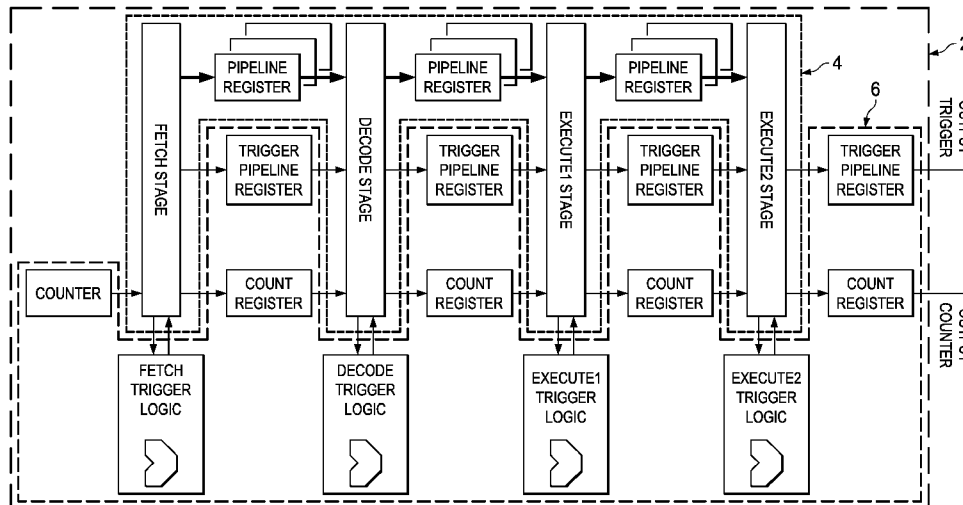 2
4
6
PIPELINE
REGISTER
PIPELINE
REGISTER
PIPELINE
REGISTER
FETCH STAGE
DECODE STAGE
EXECUTE1 STAGE
EXECUTE2 STAGE
TRIGGER
PIPELINE
REGISTER
TRIGGER
PIPELINE
REGISTER
TRIGGER
PIPELINE
REGISTER
TRIGGER
PIPELINE
REGISTER
TRIGGER
COUNTER
COUNT
REGISTER
COUNT
REGISTER
COUNT
REGISTER
COUNT
REGISTER
COUNTER
FETCH
TRIGGER
LOGIC
DECODE
TRIGGER
LOGIC
EXECUTE1
TRIGGER
LOGIC
EXECUTE2
TRIGGER
LOGIC